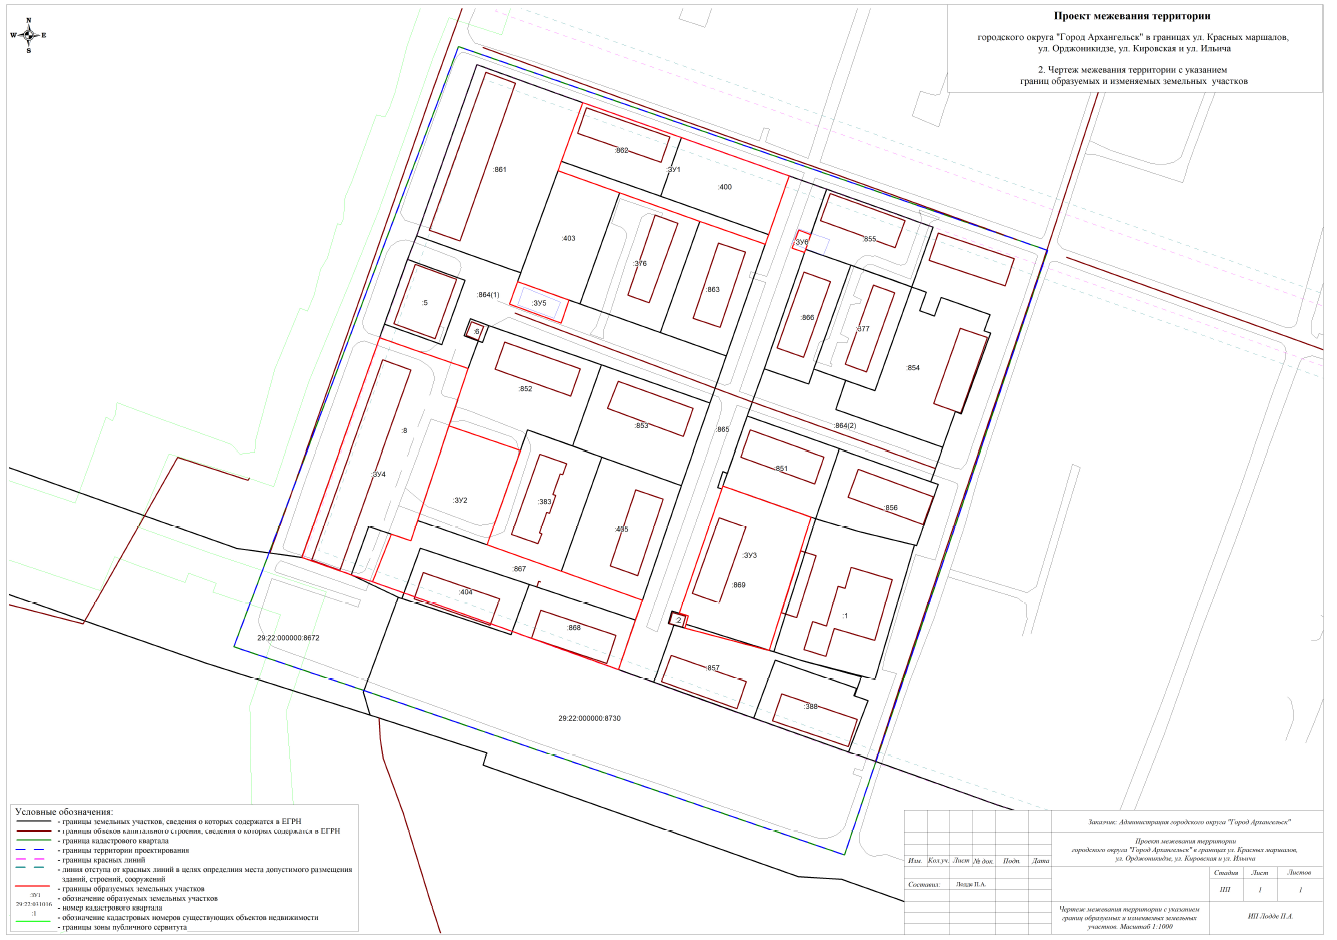 N
W E
S
Проект межевания территории
городского округа "Город Архангельск" в границах ул. Красных маршалов,
ул. Орджоникидзе, ул. Кировская и ул. Ильича
2. Чертеж межевания территории с указанием
границ образуемых и изменяемых земельных участков
:862
:861
:ЗУ1
:400
:403
:855
:ЗУ6
:376
:863
:5
:864(1)
:ЗУ5
:866
:877
:6
:854
:852
:853
:8
:865
:864(2)
:851
:ЗУ4
:ЗУ2
:383
:856
:ЗУ3
:867
:869
:404
:1
:868
:2
29:22:000000:8672
:857
:388
29:22:000000:8730
Условные обозначения:
- границы земельных участков, сведения о которых содержатся в ЕГРН
- границы объеков капитального строения, сведения о которых содержатся в ЕГРН
- граница кадастрового квартала
- границы территории проектирования
- границы красных линий
- линия отступа от красных линий в целях определния места допустимого размещения
зданий, строений, сооружений
- границы образуемых земельных участков
:ЗУ1 - обозначение образуемых земельных участков
- номер кадастрового квартала
:1 - обозначение кадастровых номеров существующих объектов недвижимости
- границы зоны публичного сервитута
Заказчик: Администрация городского округа "Город Архангельск"
Проект межевания территории
городского округа "Город Архангельск" в границах ул. Красных маршалов,
ул. Орджоникидзе, ул. Кировская и ул. Ильича
Изм. Кол.уч. Лист № док. Подп. Дата
Составил: Лодде П.А.
Стадия Лист Листов
ПП 1 1
Чертеж межевания территории с указанием
границ образуемых и изменяемых земельных
участков. Масштаб 1:1000
ИП Лодде П.А.